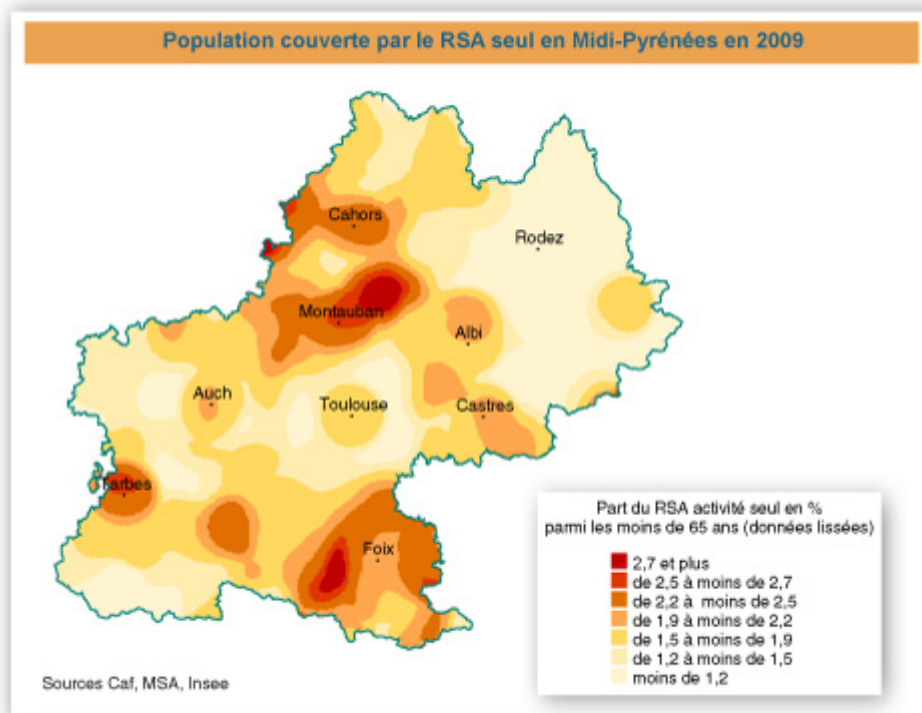 Population couverte par le RSA seul en Midi-Pyrénées en 2009
Cahors
Rodez
Montauban
Albi
Auch
Toulouse
Castres
Tarbes
Foix
Part du RSA activité seul en %
parmi les moins de 65 ans (données lissées)
2,7 et plus
de 2,5 à moins de 2,7
de 2,2 à moins de 2,5
de 1,9 à moins de 2,2
de 1,5 à moins de 1,9
de 1,2 à moins de 1,5
moins de 1,2
Sources Caf, MSA, Insee